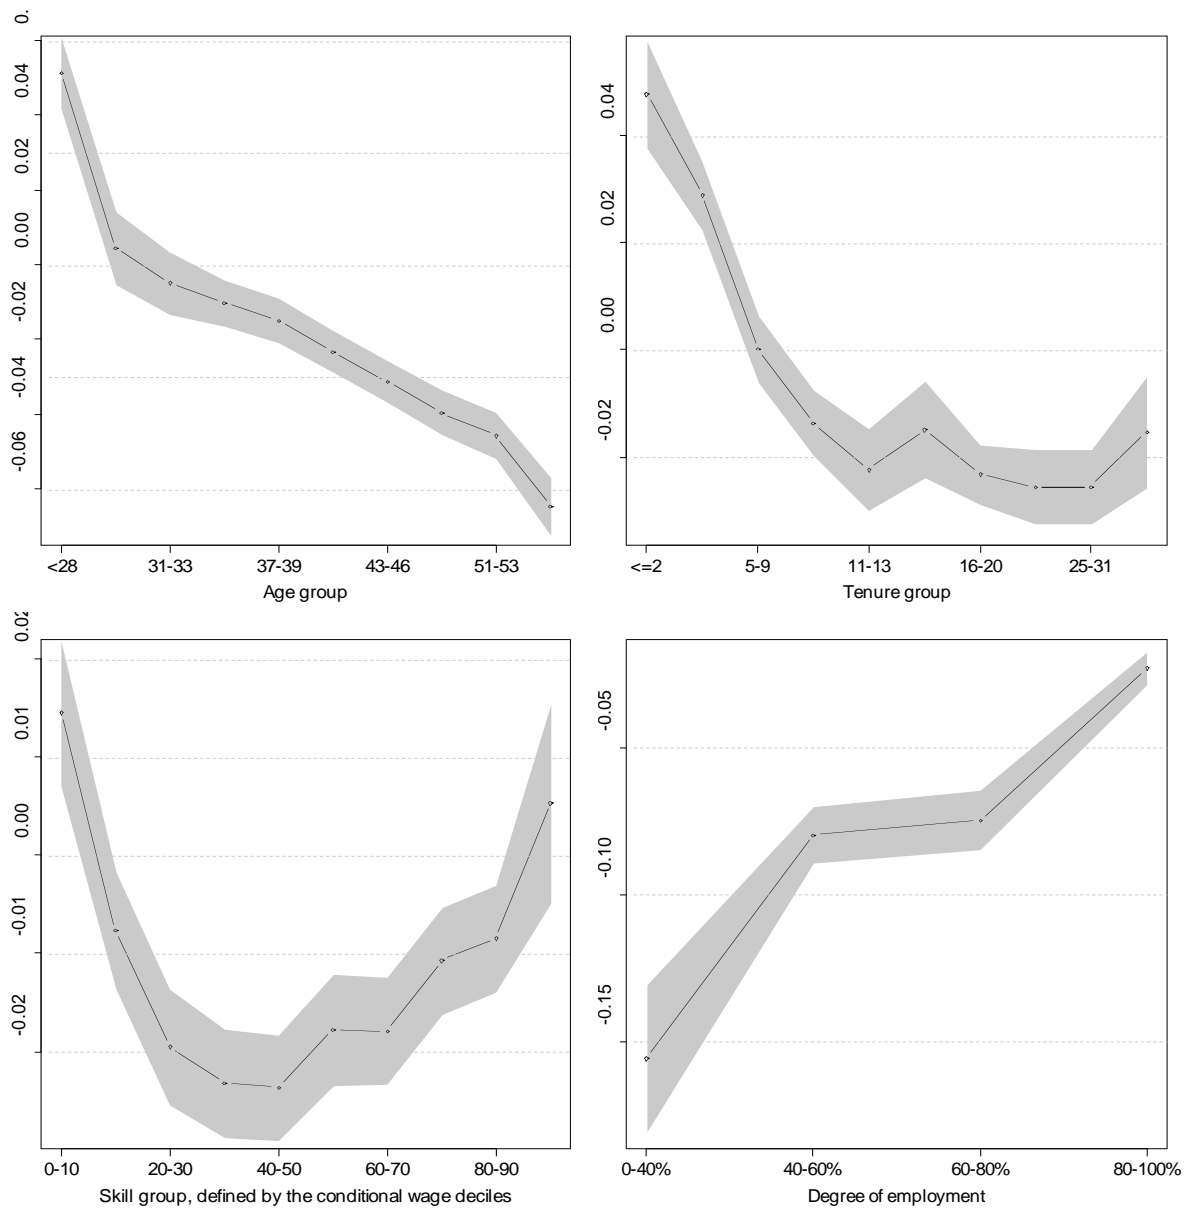 0.
0.04
0.02
0.00
-0.02
-0.04
-0.06
<28 31-33 37-39 43-46 51-53
Age group
0.04
0.02
0.00
-0.02
<=2 5-9 11-13 16-20 25-31
Tenure group
0.01
0.00
-0.01
-0.02
0-10 20-30 40-50 60-70 80-90
Skill group, defined by the conditional wage deciles
-0.05
-0.10
-0.15
0-40% 40-60% 60-80% 80-100%
Degree of employment